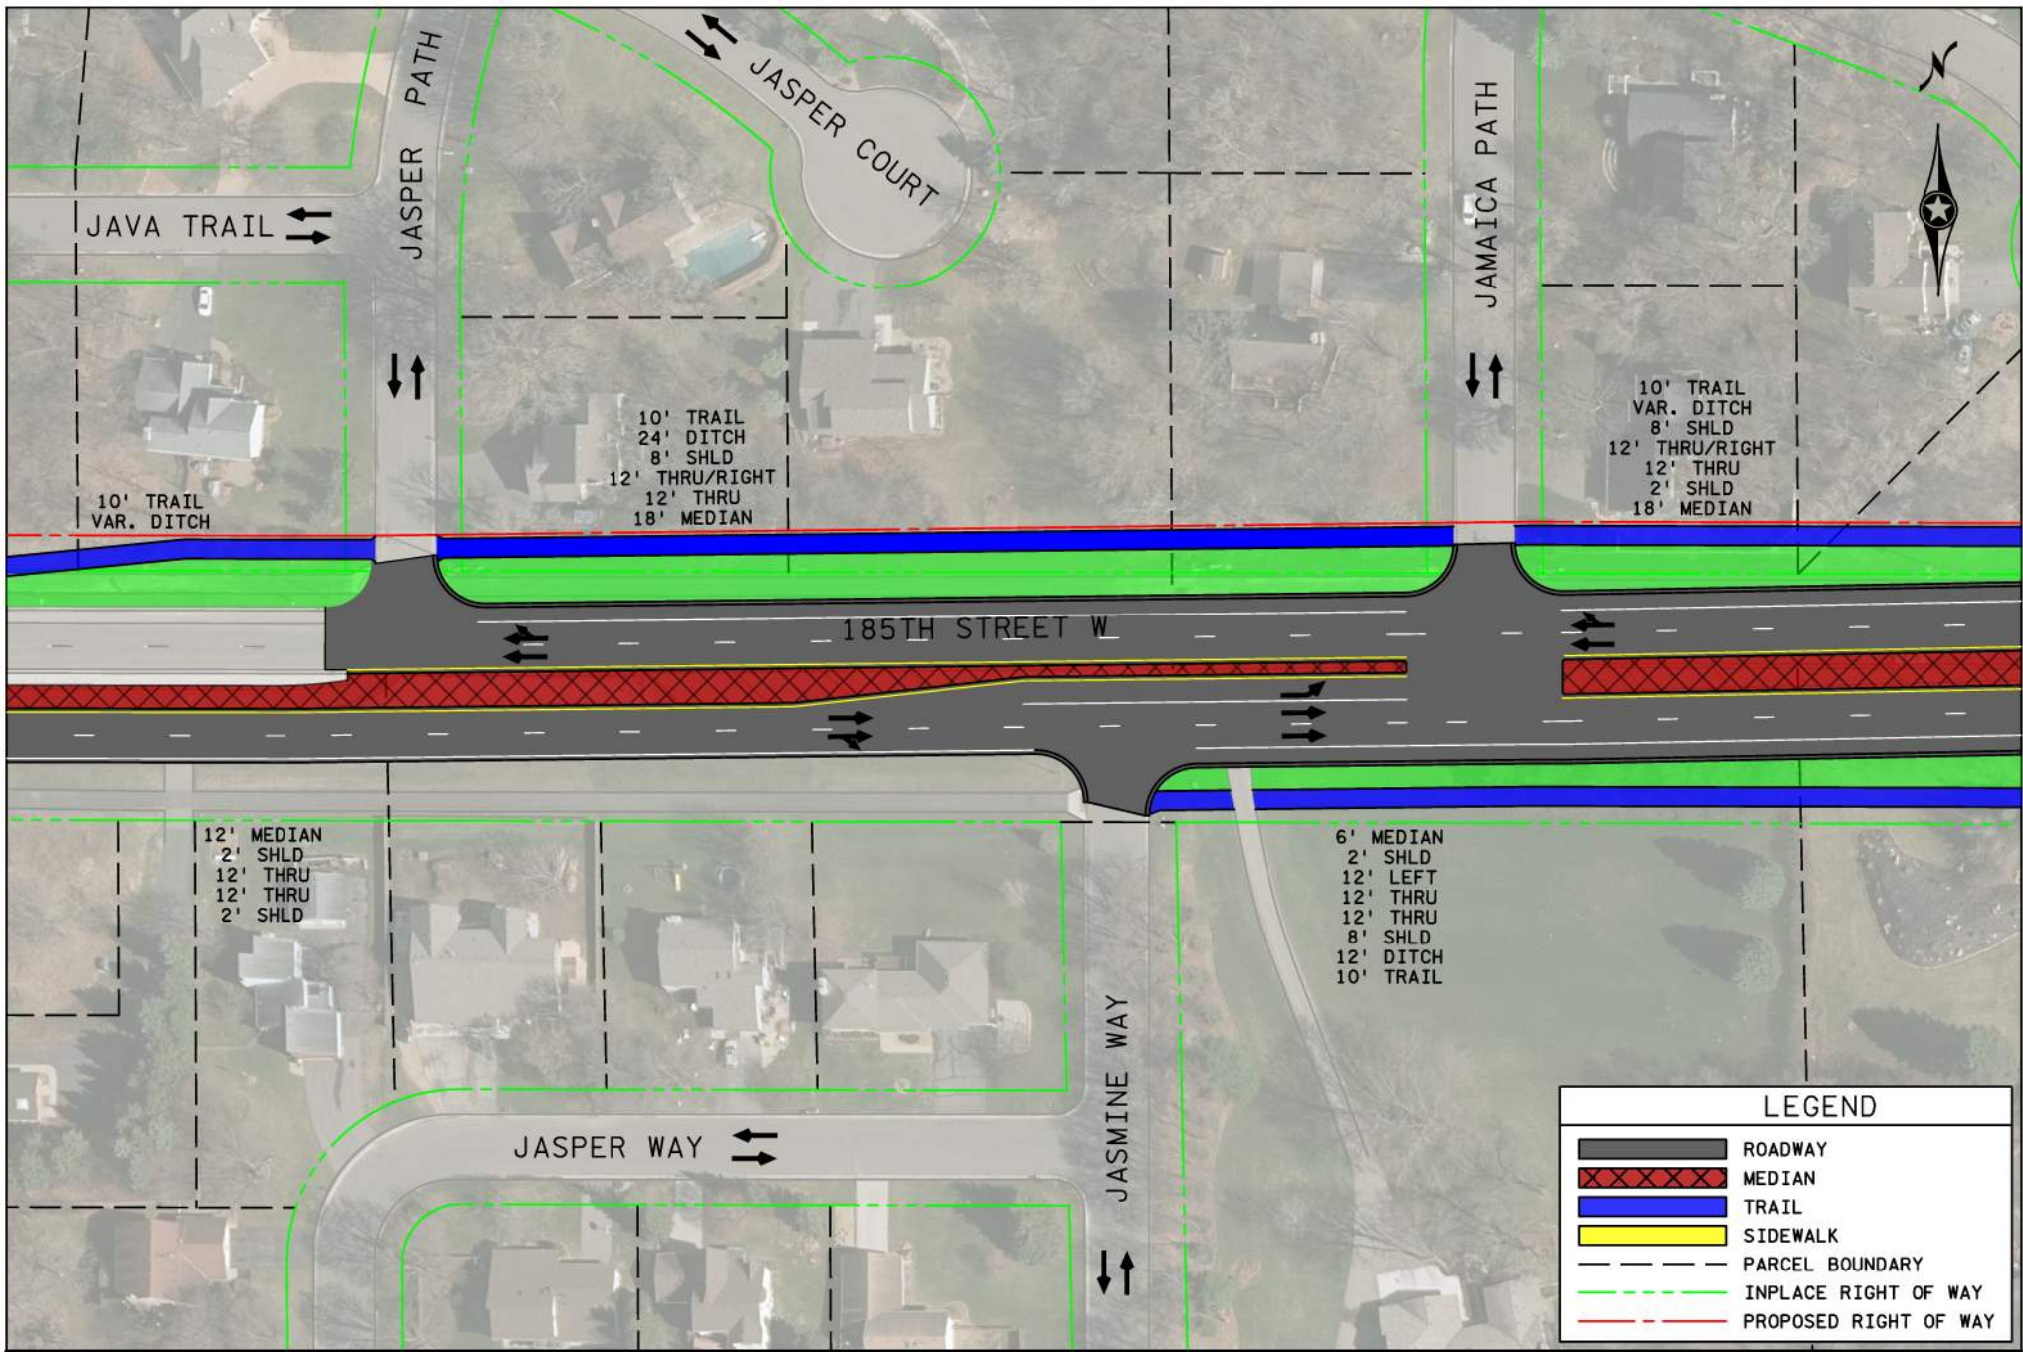 N
JASPER PATH
JASPER COURT
JAMAICA PATH
JAVA TRAIL
10' TRAIL
VAR. DITCH
10' TRAIL
24' DITCH
8' SHLD
12' THRU/RIGHT
12' THRU
18' MEDIAN
10' TRAIL
VAR. DITCH
8' SHLD
12' THRU/RIGHT
12' THRU
2' SHLD
18' MEDIAN
185TH STREET W
12' MEDIAN
2' SHLD
12' THRU
12' THRU
2' SHLD
6' MEDIAN
2' SHLD
12' LEFT
12' THRU
12' THRU
8' SHLD
12' DITCH
10' TRAIL
JASMINE WAY
JASPER WAY
LEGEND
ROADWAY
MEDIAN
TRAIL
SIDEWALK
PARCEL BOUNDARY
INPLACE RIGHT OF WAY
PROPOSED RIGHT OF WAY